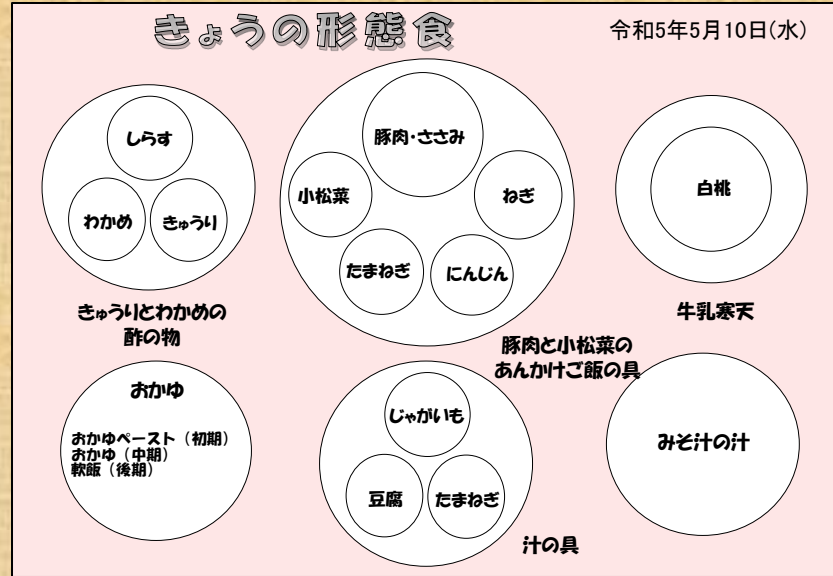 きょうの形態食
令和5年5月10日(水)
しらす
わかめ
きゅうり
きゅうりとわかめの
酢の物
豚肉・ささみ
小松菜
ねぎ
たまねぎ
にんじん
豚肉と小松菜の
あんかけご飯の具
白桃
牛乳寒天
おかゆ
おかゆペースト（初期）
おかゆ（中期）
軟飯（後期）
じゃがいも
豆腐
たまねぎ
汁の具
みそ汁の汁